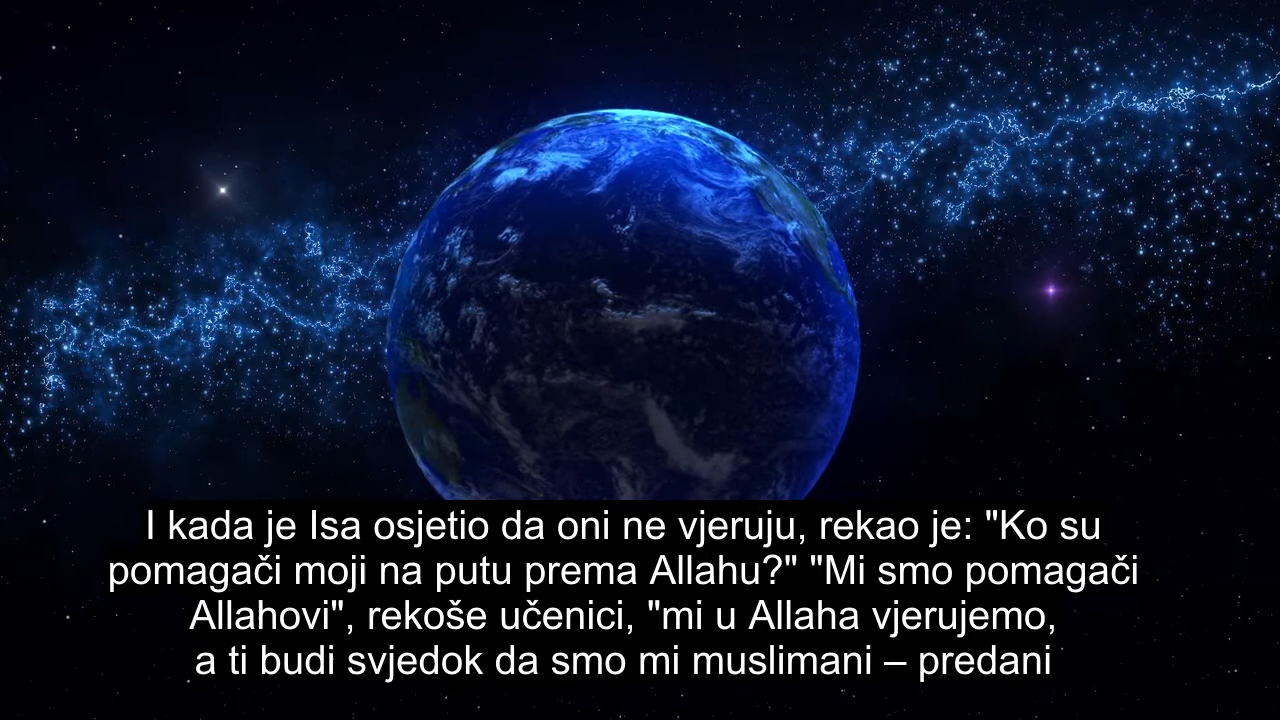 I kada je Isa osjetio da oni ne vjeruju, rekao je: "Ko su
pomagači moji na putu prema Allahu?" "Mi smo pomagači
Allahovi", rekoše učenici, "mi u Allaha vjerujemo,
a ti budi svjedok da smo mi muslimani – predani